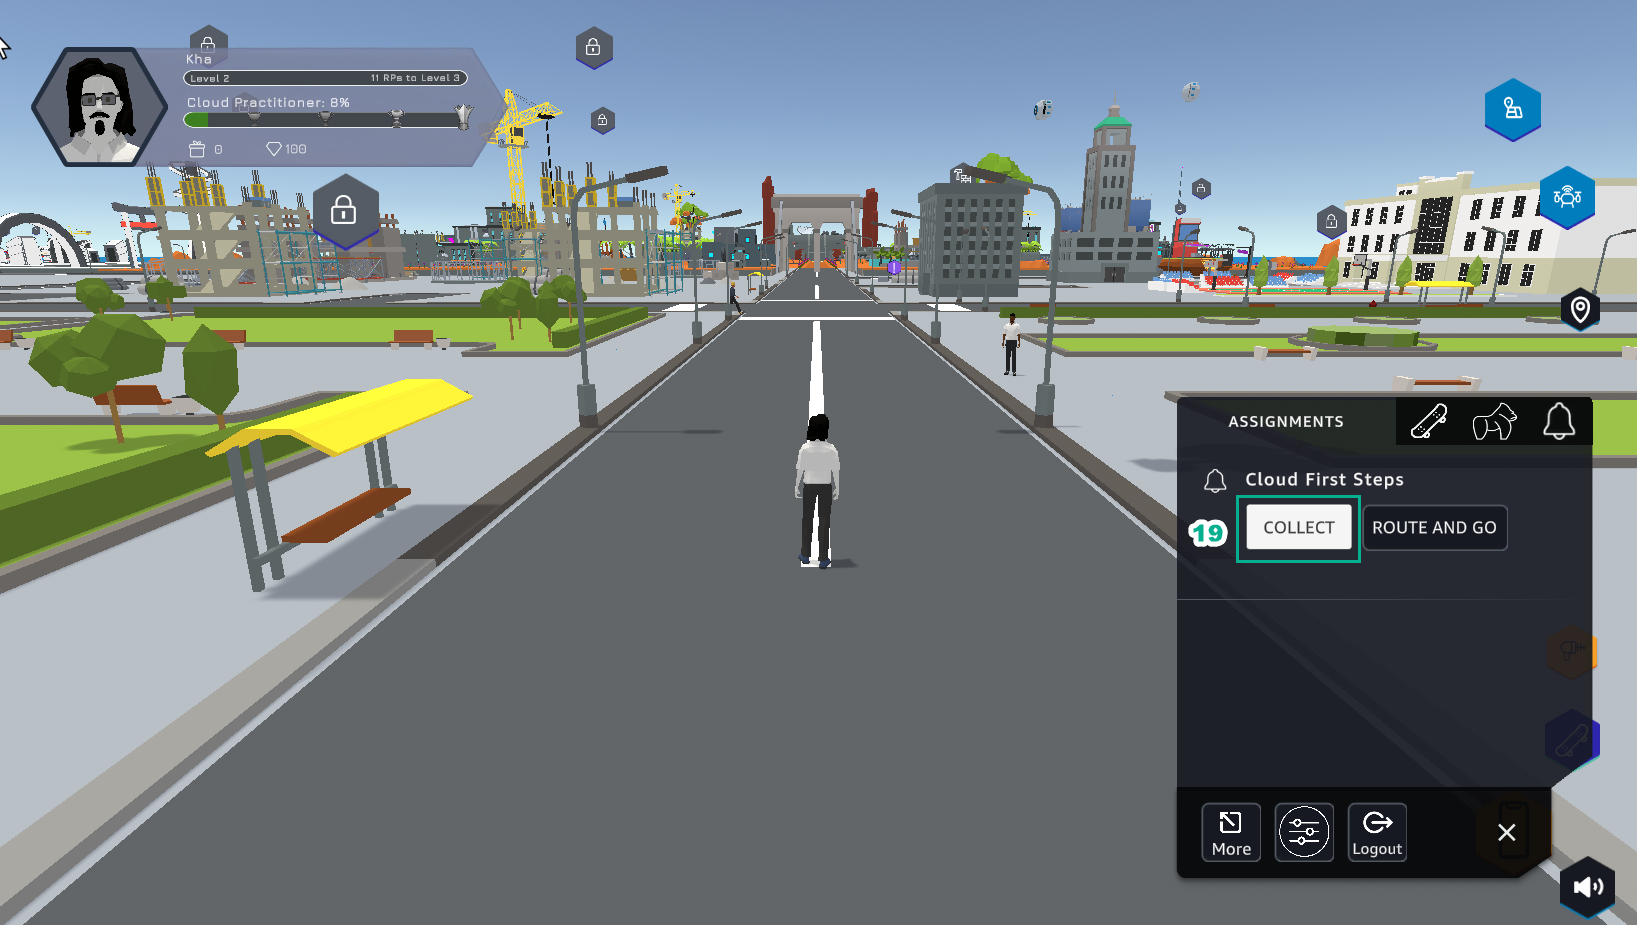 Kha
Level 2 11 RPs to Level 3
Cloud Practitioner: 8%
0 100
ASSIGNMENTS
Cloud First Steps
19 COLLECT ROUTE AND GO
More Logout